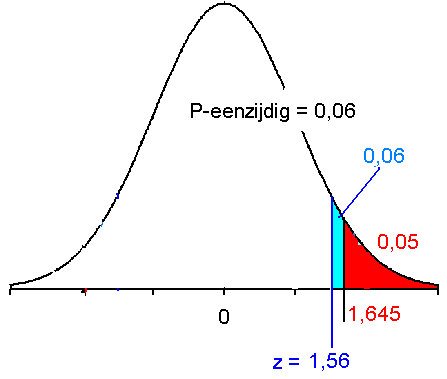 P-eenzijdig = 0,06
0,06
0,05
0
1,645
z = 1,56